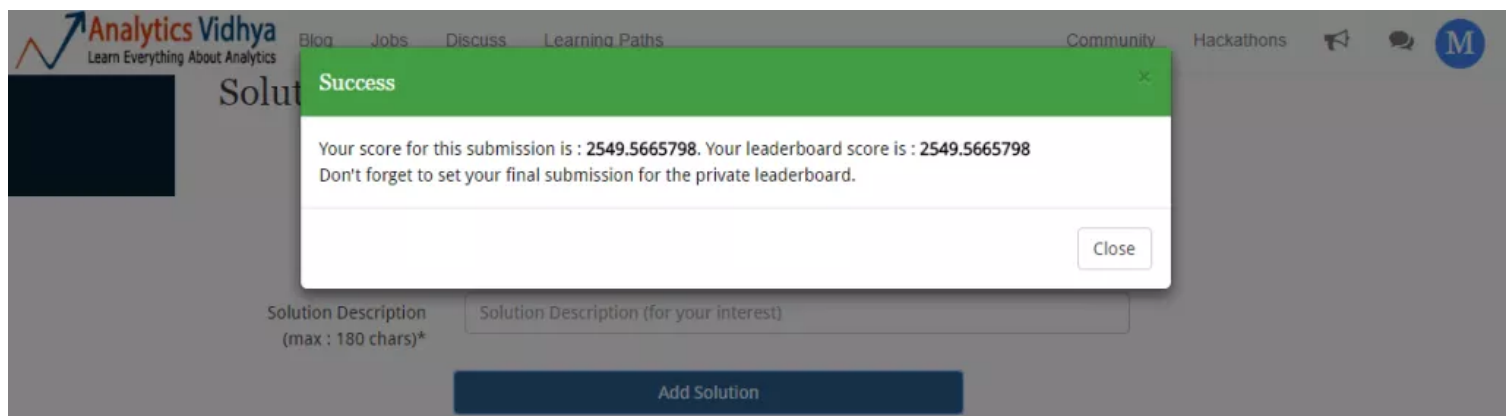 Analytics Vidhya
Learn Everything About Analytics
Blog Jobs Discuss Learning Paths Community Hackathons M
Solut
Success ×
Your score for this submission is : 2549.5665798. Your leaderboard score is : 2549.5665798
Don't forget to set your final submission for the private leaderboard.
Close
Solution Description
(max : 180 chars)*
Solution Description (for your interest)
Add Solution